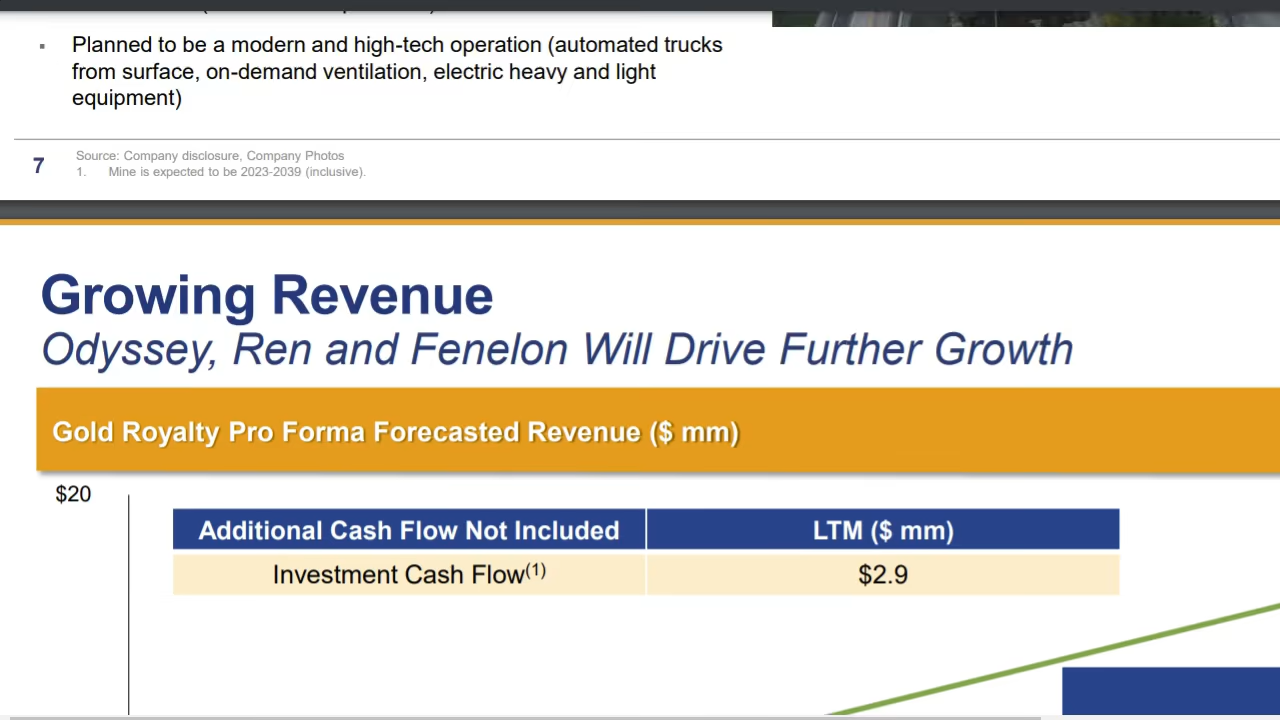 ▪ Planned to be a modern and high-tech operation (automated trucks
from surface, on-demand ventilation, electric heavy and light
equipment)
7
Source: Company disclosure, Company Photos
1. Mine is expected to be 2023-2039 (inclusive).
Growing Revenue
Odyssey, Ren and Fenelon Will Drive Further Growth
Gold Royalty Pro Forma Forecasted Revenue ($ mm)
$20
Additional Cash Flow Not Included LTM ($ mm)
Investment Cash Flow(1) $2.9